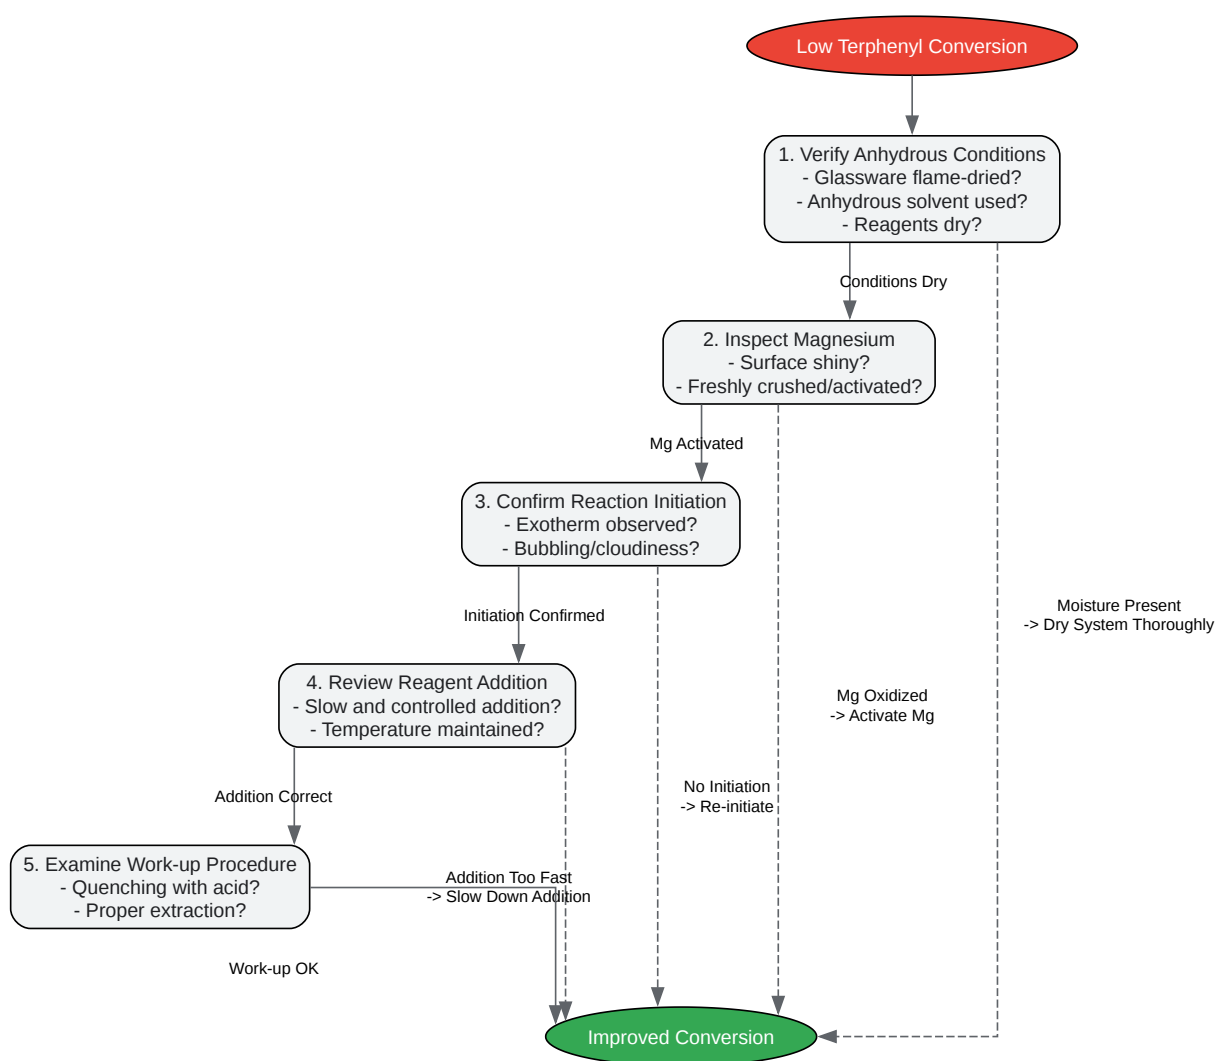 Low Terphenyl Conversion
1. Verify Anhydrous Conditions
- Glassware flame-dried?
- Anhydrous solvent used?
- Reagents dry?
Conditions Dry
2. Inspect Magnesium
- Surface shiny?
- Freshly crushed/activated?
Mg Activated
3. Confirm Reaction Initiation
- Exotherm observed?
- Bubbling/cloudiness?
Initiation Confirmed
Moisture Present
-> Dry System Thoroughly
4. Review Reagent Addition
- Slow and controlled addition?
- Temperature maintained?
Mg Oxidized
-> Activate Mg
No Initiation
-> Re-initiate
Addition Correct
5. Examine Work-up Procedure
- Quenching with acid?
- Proper extraction?
Addition Too Fast
-> Slow Down Addition
Work-up OK
Improved Conversion